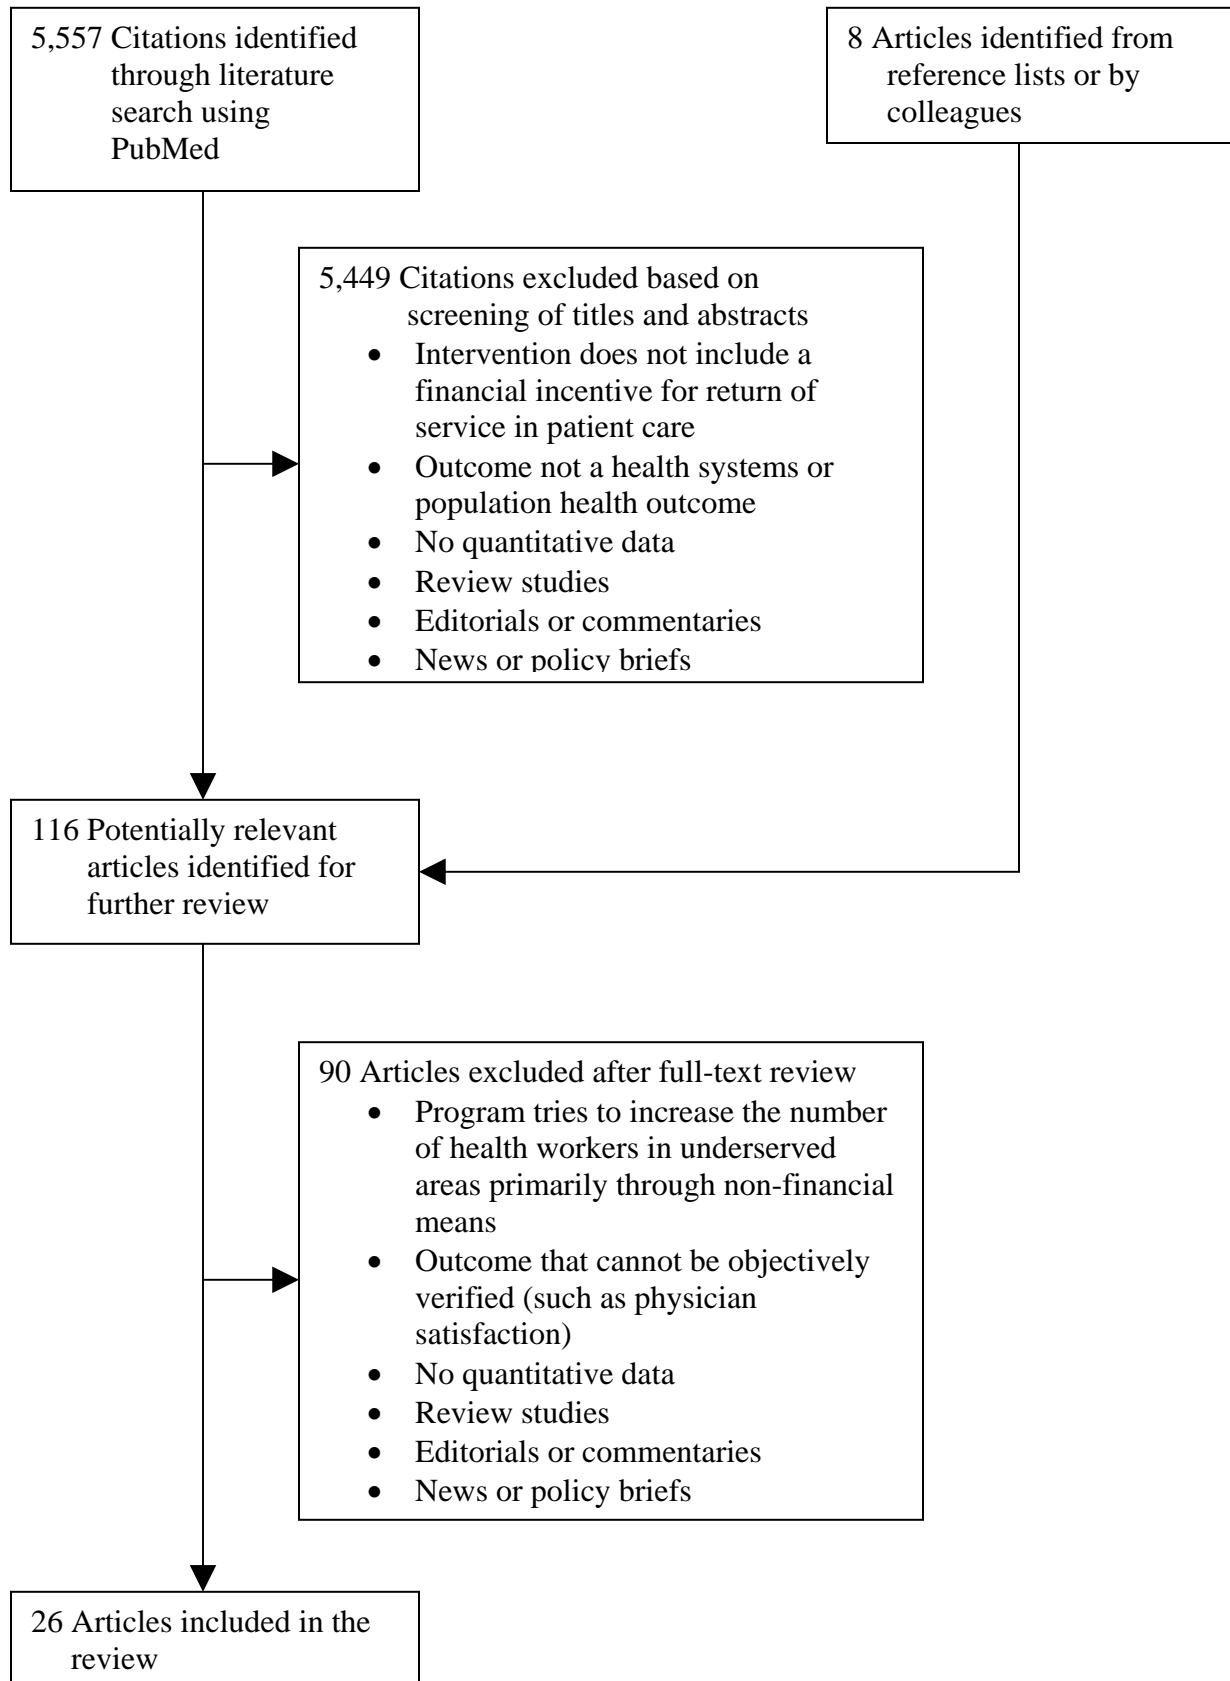 5,557 Citations identified
through literature
search using
PubMed
8 Articles identified from
reference lists or by
colleagues
5,449 Citations excluded based on
screening of titles and abstracts
• Intervention does not include a
financial incentive for return of
service in patient care
• Outcome not a health systems or
population health outcome
• No quantitative data
• Review studies
• Editorials or commentaries
• News or policy briefs
116 Potentially relevant
articles identified for
further review
90 Articles excluded after full-text review
• Program tries to increase the number
of health workers in underserved
areas primarily through non-financial
means
• Outcome that cannot be objectively
verified (such as physician
satisfaction)
• No quantitative data
• Review studies
• Editorials or commentaries
• News or policy briefs
26 Articles included in the
review